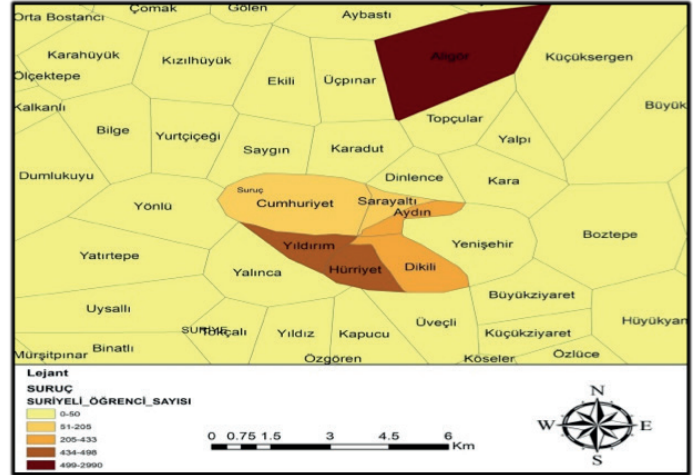 Orta Bostancı
Çomak
Gölen
Aybastı
Karahüyük
Kızılhüyük
Aligör
Küçüksergen
Ölçektepe
Ekili
Üçpınar
Kalkanlı
Büyük
Bilge
Yurtçiçeği
Topçular
Saygın
Karadut
Yalpı
Dumlukuyu
Dinlence
Kara
Suruç
Cumhuriyet
Sarayaltı
Yönlü
Aydın
Boztepe
Yıldırım
Yenişehir
Yatırtepe
Yalınca
Hürriyet
Dikili
Büyükziyaret
Uysallı
Üveçli
Hüyükyan
Yıldız
Kapucu
Küçükziyaret
Mürşitpınar
Binatlı
Özgören
Köseler
Özlüce
Lejant
SURUÇ
SURİYELİ_ÖĞRENCİ_SAYISI
0-50
51-205
205-433
434-498
499-2990
0 0.75 1.5 3 4.5 6
Km
N
W E
S